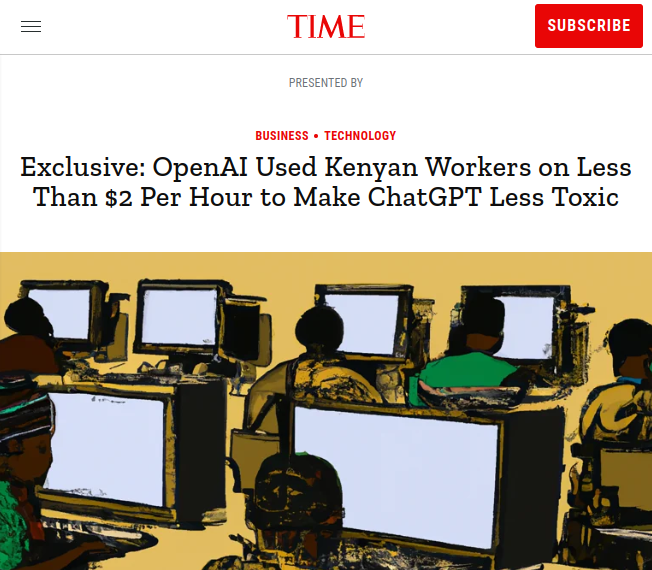 TIME
SUBSCRIBE
PRESENTED BY
BUSINESS • TECHNOLOGY
Exclusive: OpenAI Used Kenyan Workers on Less
Than $2 Per Hour to Make ChatGPT Less Toxic